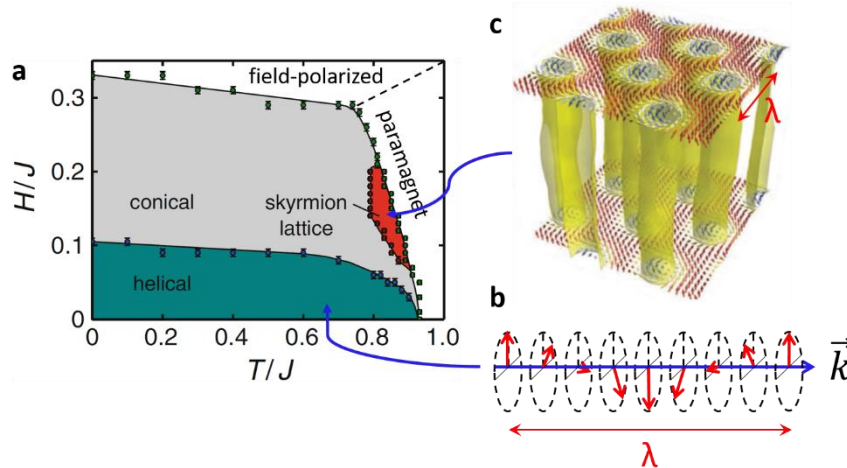 a
field-polarized
paramagnet
conical
skyrmion
lattice
helical
H/J
0.3
0.2
0.1
0
0
0.2
0.4
0.6
0.8
1.0
T/J
c
λ
b
k
λ